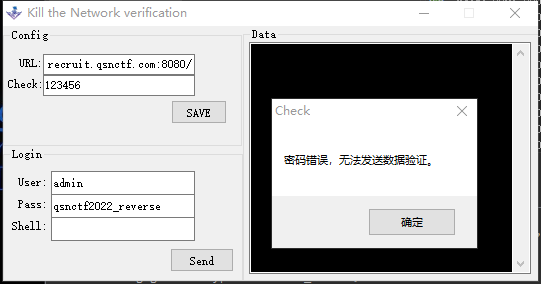 Kill the Network verification
Config
URL: recruit.qsnctf.com:8080/
Check: 123456
SAVE
Login
User: admin
Pass: qsnctf2022_reverse
Shell:
Send
Data
Check
密码错误，无法发送数据验证。
确定